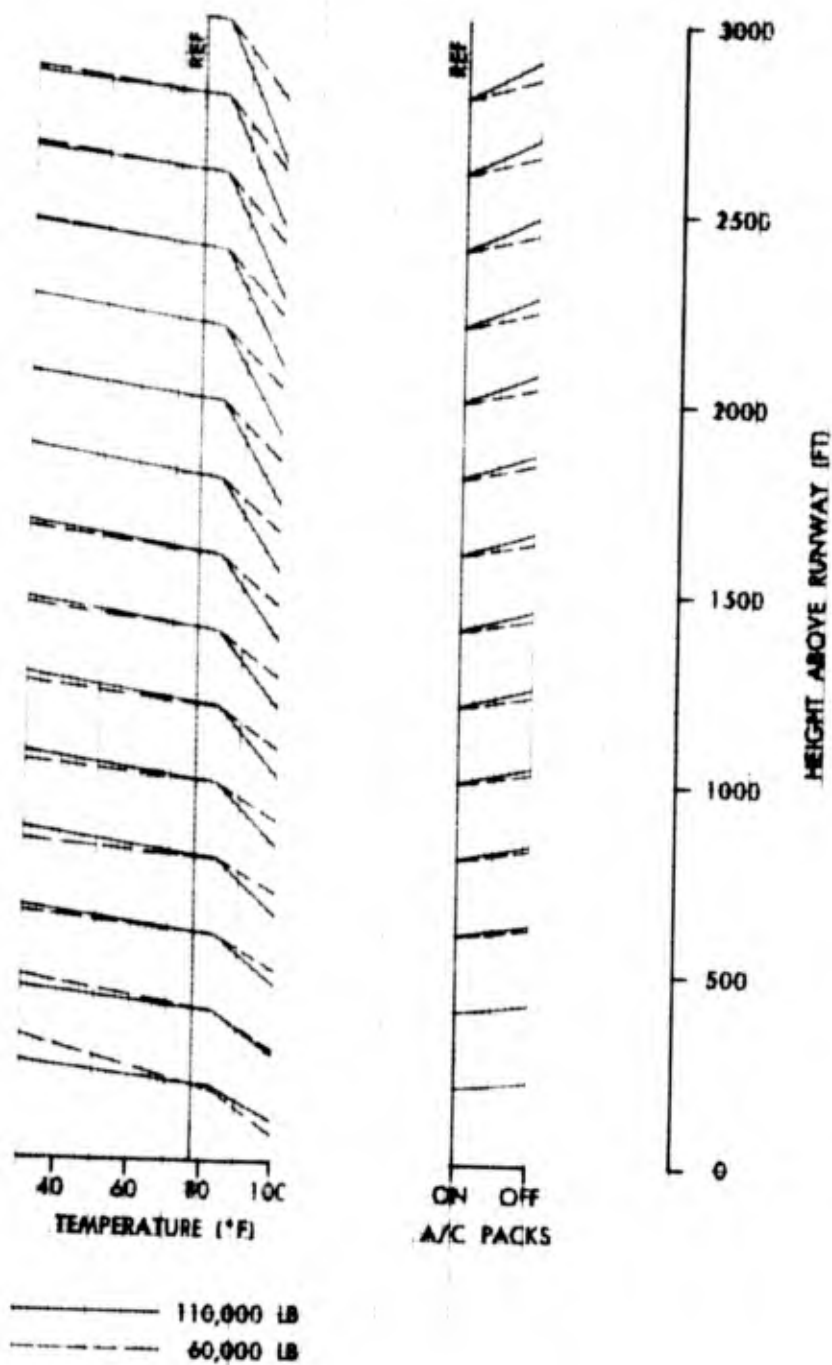 REF
REF
3000
2500
2000
1500
1000
500
0
HEIGHT ABOVE RUNWAY (FT)
40 60 80 100
TEMPERATURE (°F)
ON OFF
A/C PACKS
110,000 LB
60,000 LB